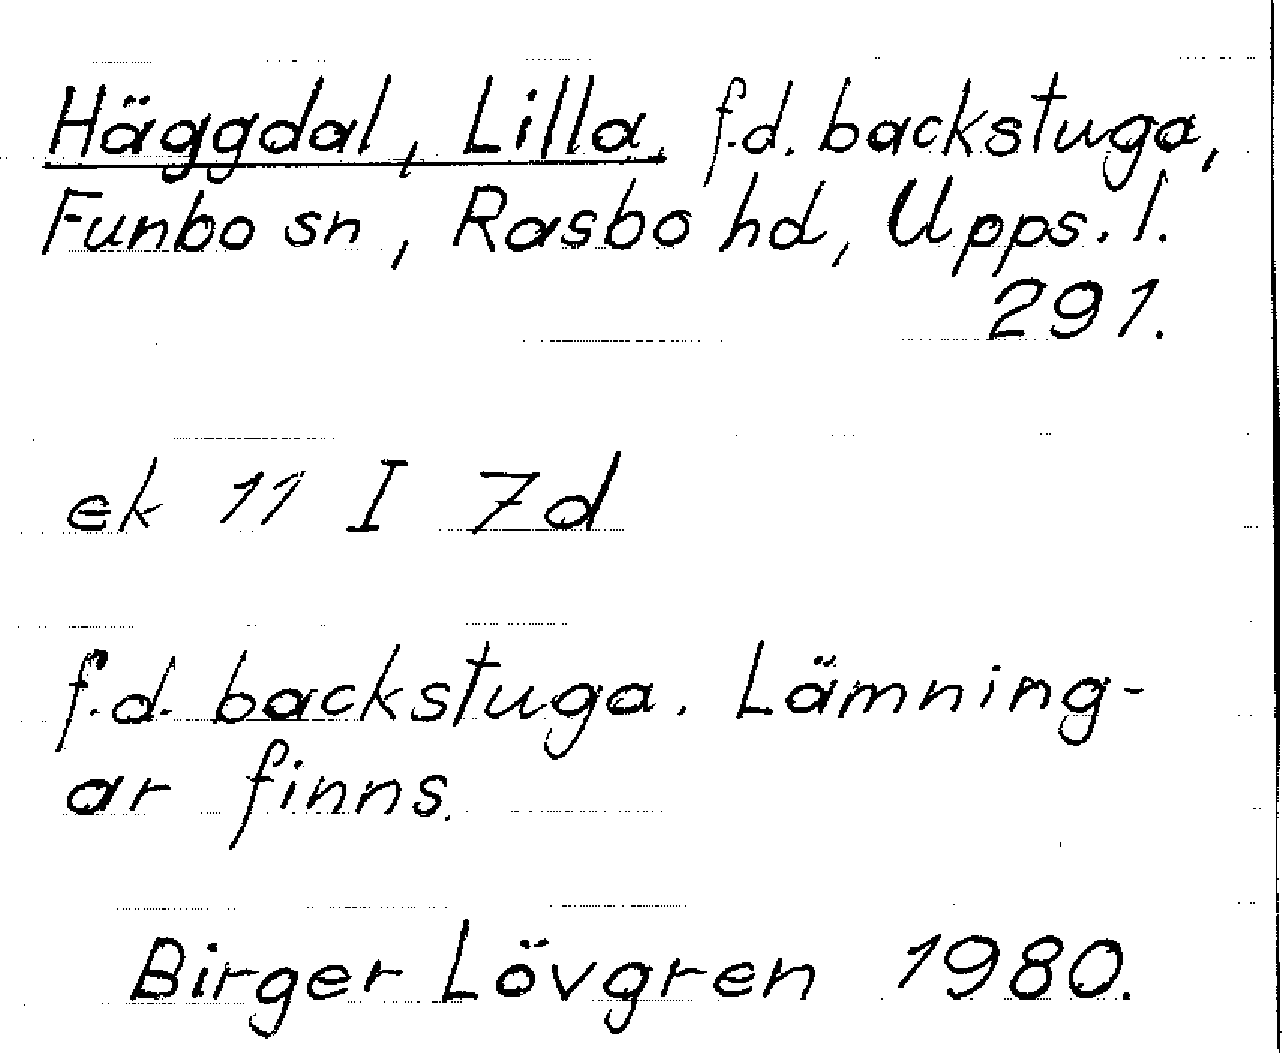 Häggdal, Lilla, f.d. backstuga,
Funbo sn, Rasbo hd, Upps. l.
291.
ek 11 I 7d
f.d. backstuga. Lämning-
ar finns.
Birger Lövgren 1980.